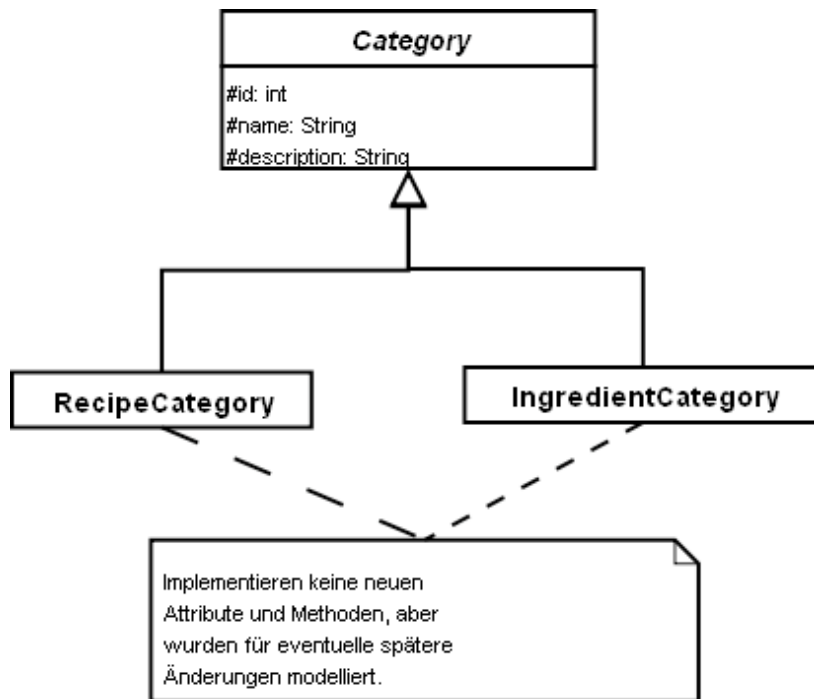 Category
#id: int
#name: String
#description: String
RecipeCategory
IngredientCategory
Implementieren keine neuen
Attribute und Methoden, aber
wurden für eventuelle spätere
Änderungen modelliert.